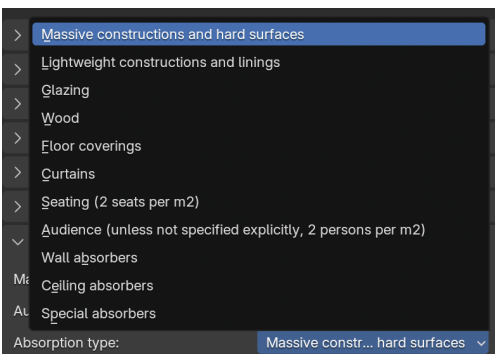 Massive constructions and hard surfaces
Lightweight constructions and linings
Glazing
Wood
Floor coverings
Curtains
Seating (2 seats per m2)
Audience (unless not specified explicitly, 2 persons per m2)
Wall absorbers
Ma
Ceiling absorbers
Au
Special absorbers
Absorption type:
Massive constr... hard surfaces